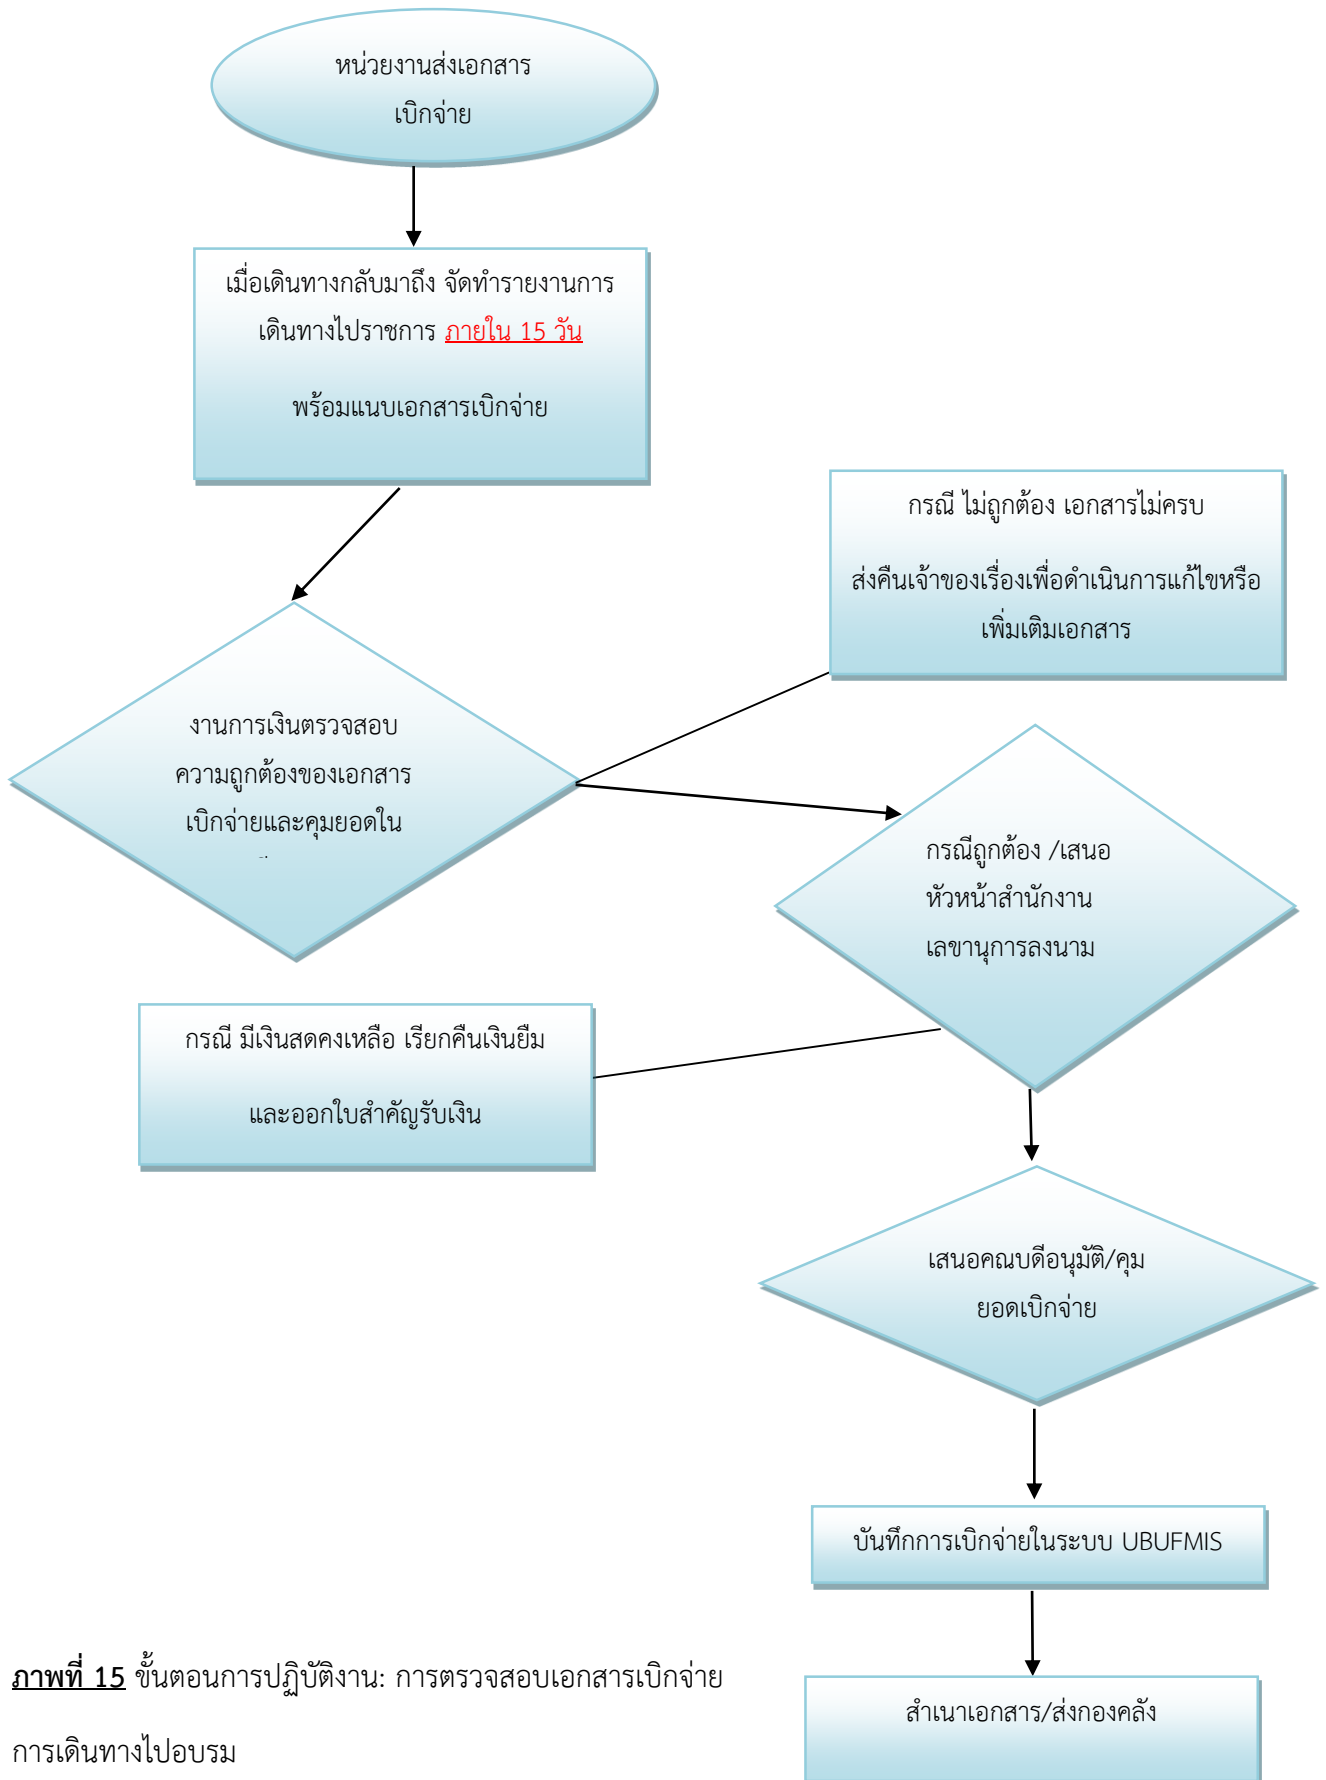 หน่วยงานส่งเอกสาร
เบิกจ่าย
เมื่อเดินทางกลับมาถึง จัดทำรายงานการ
เดินทางไปราชการ ภายใน 15 วัน
พร้อมแนบเอกสารเบิกจ่าย
กรณี ไม่ถูกต้อง เอกสารไม่ครบ
ส่งคืนเจ้าของเรื่องเพื่อดำเนินการแก้ไขหรือ
เพิ่มเติมเอกสาร
งานการเงินตรวจสอบ
ความถูกต้องของเอกสาร
เบิกจ่ายและคุมยอดใน
กรณีถูกต้อง /เสนอ
หัวหน้าสำนักงาน
เลขานุการลงนาม
กรณี มีเงินสดคงเหลือ เรียกคืนเงินยืม
และออกใบสำคัญรับเงิน
เสนอคณบดีอนุมัติ/คุม
ยอดเบิกจ่าย
บันทึกการเบิกจ่ายในระบบ UBUFMIS
สำเนาเอกสาร/ส่งกองคลัง
ภาพที่ 15 ขั้นตอนการปฏิบัติงาน: การตรวจสอบเอกสารเบิกจ่าย
การเดินทางไปอบรม